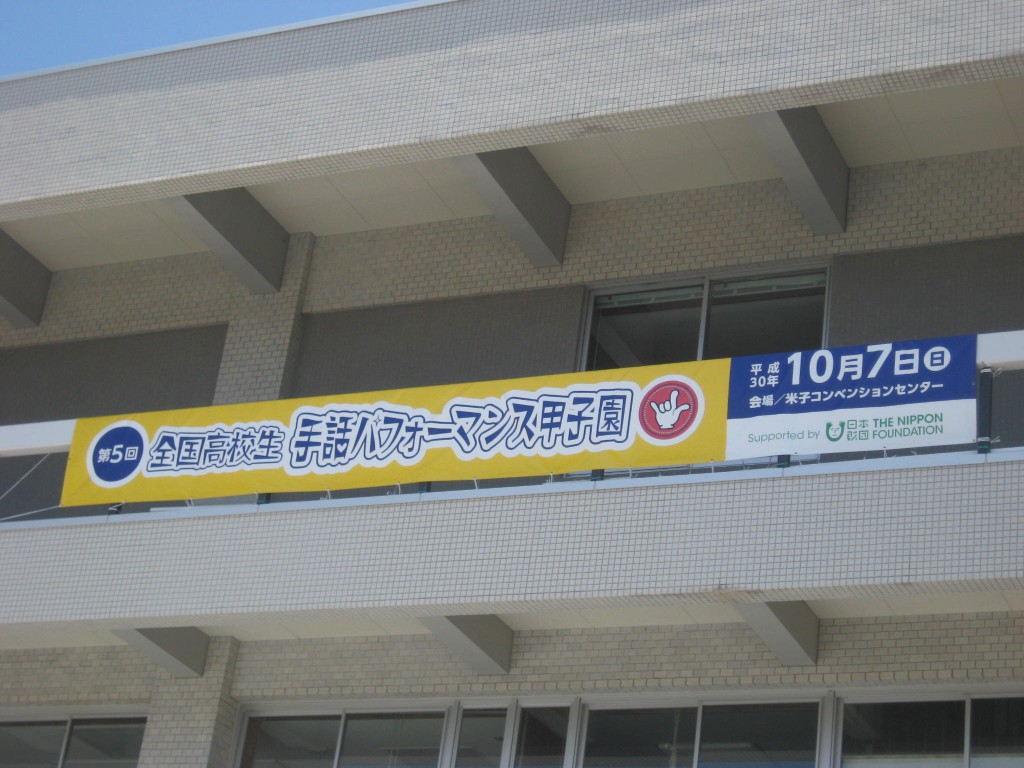 第5回
全国高校生 手話パフォーマンス甲子園
平成30年 10月7日㊐
会場／米子コンベンションセンター
Supported by 日本財団 THE NIPPON FOUNDATION